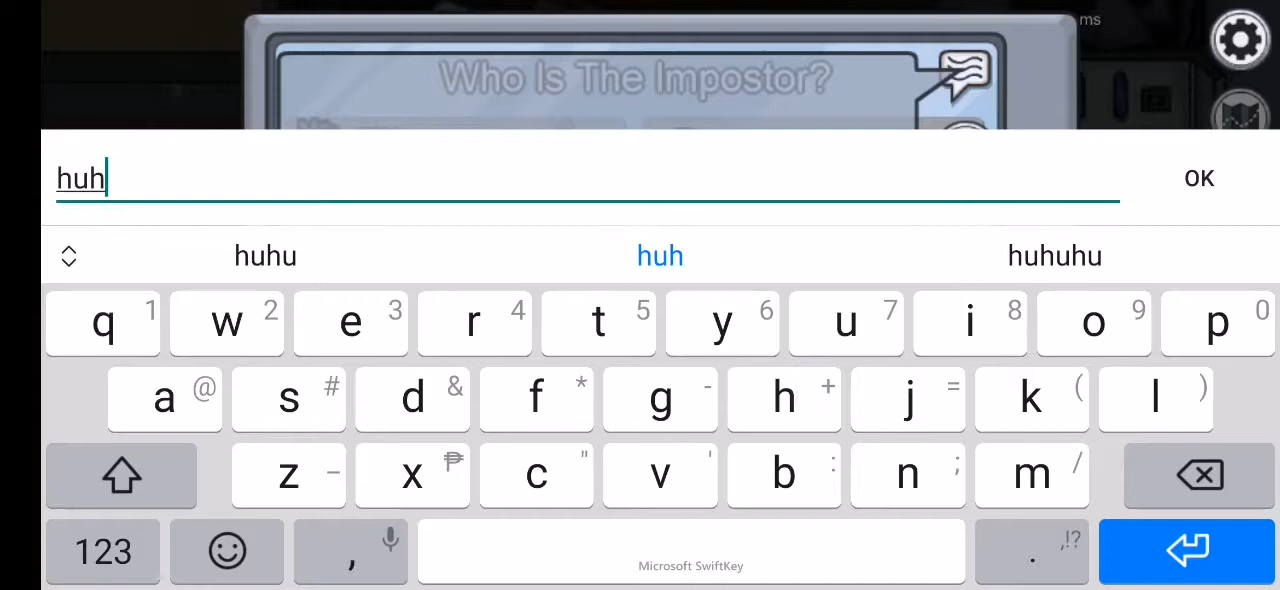 ms
Who Is The Impostor?
huh
OK
huhu huh huhuhu
q 1 w 2 e 3 r 4 t 5 y 6 u 7 i 8 o 9 p 0
a @ s # d & f * g - h + j = k ( l )
z – x ₱ c " v ' b : n ; m /
123 , . ,!?
Microsoft SwiftKey